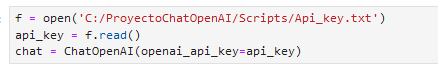 f = open('C:/ProyectoChatOpenAI/Scripts/Api_key.txt')
api_key = f.read()
chat = ChatOpenAI(openai_api_key=api_key)